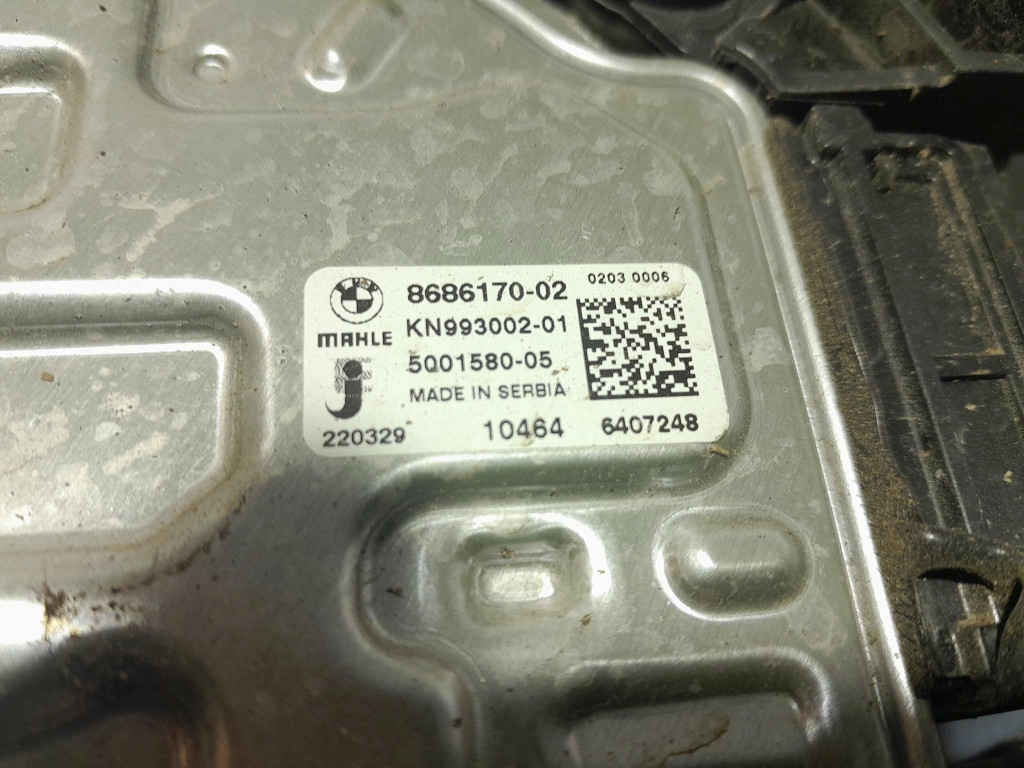 8686170-02
0203 0006
MAHLE
KN993002-01
5Q01580-05
MADE IN SERBIA
220329
10464
6407248